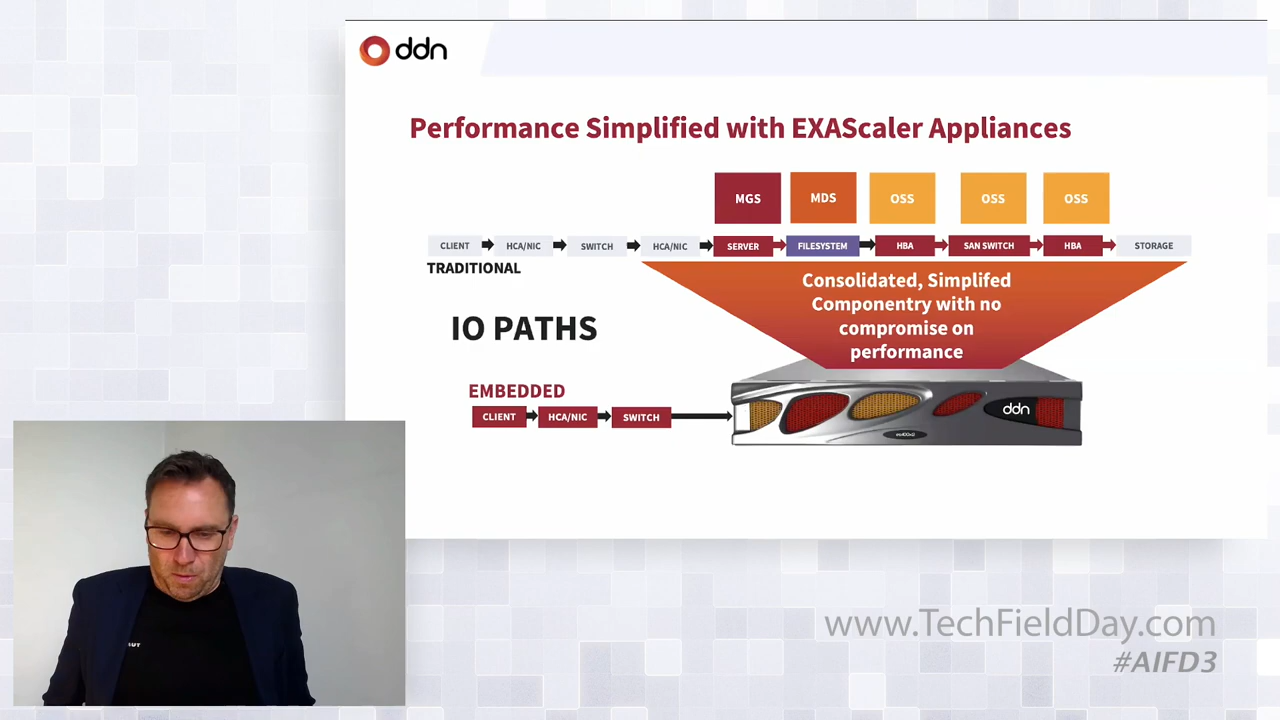 ddn
Performance Simplified with EXAScaler Appliances
MGS MDS OSS OSS OSS
CLIENT HCA/NIC SWITCH HCA/NIC SERVER FILESYSTEM HBA SAN SWITCH HBA STORAGE
TRADITIONAL
Consolidated, Simplifed
Componentry with no
compromise on
performance
IO PATHS
EMBEDDED
CLIENT HCA/NIC SWITCH
ddn
www.TechFieldDay.com
#AIFD3